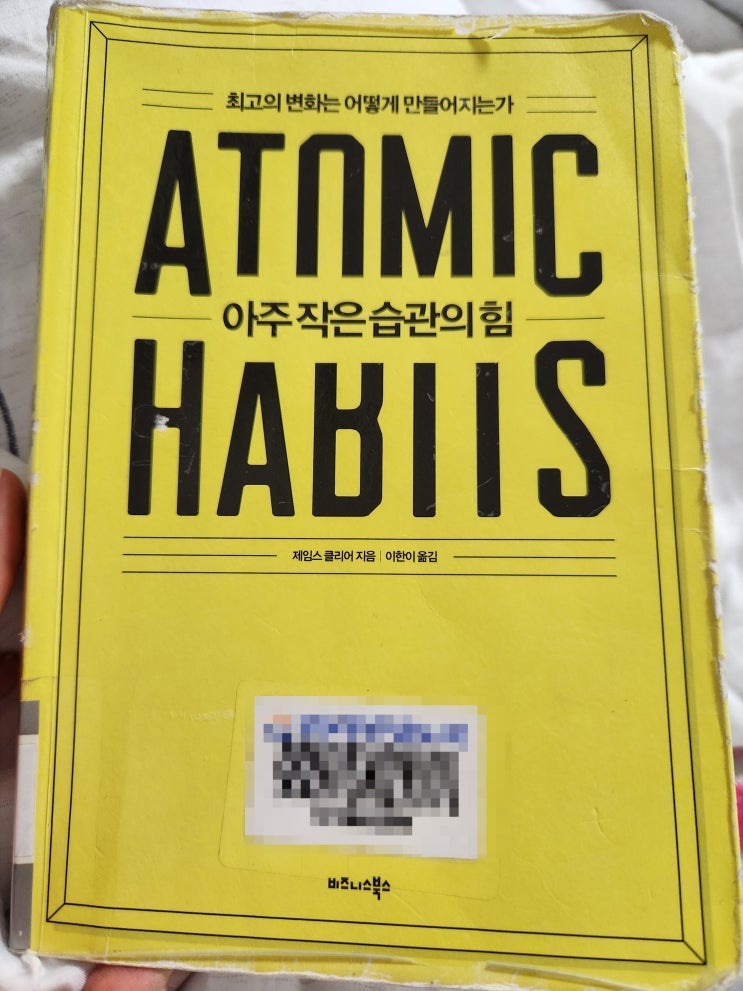 최고의 변화는 어떻게 만들어지는가
ATOMIC
아주 작은 습관의 힘
HABITS
제임스 클리어 지음 | 이한이 옮김
비즈니스북스